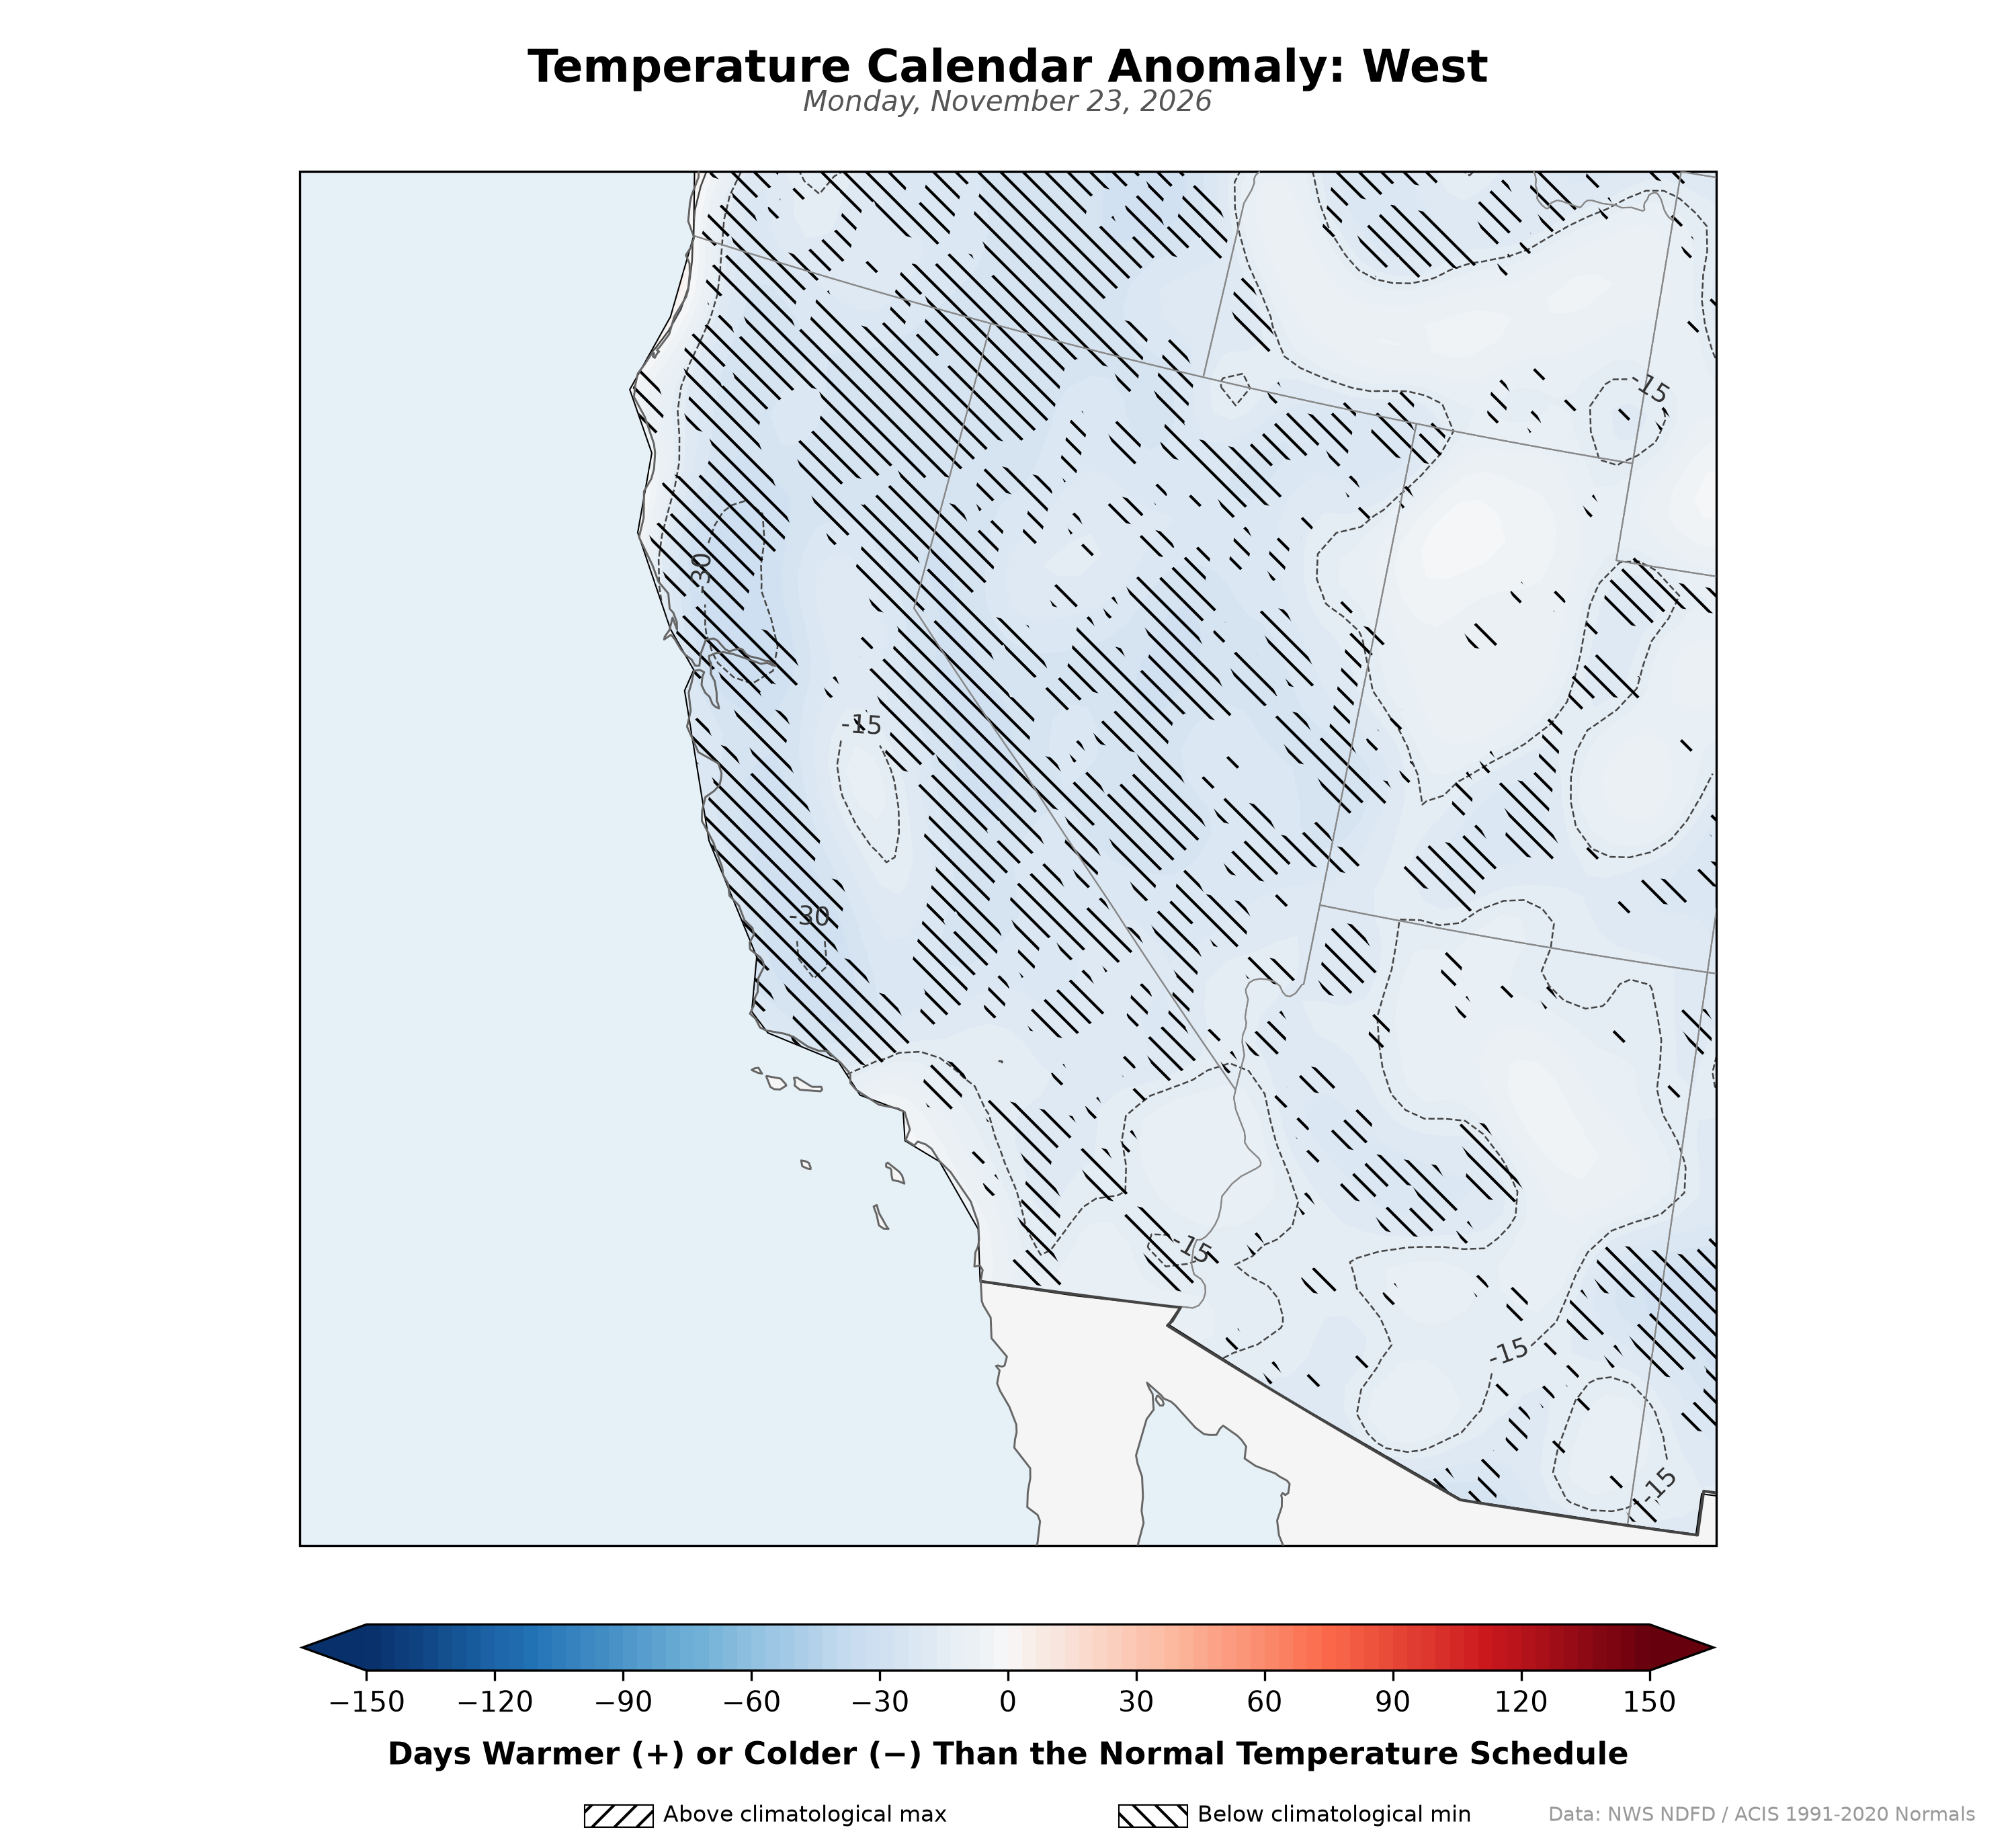 Temperature Calendar Anomaly: West
Monday, November 23, 2026
-15
-30
-15
-30
-15
-15
-15
−150 −120 −90 −60 −30 0 30 60 90 120 150
Days Warmer (+) or Colder (−) Than the Normal Temperature Schedule
Above climatological max
Below climatological min
Data: NWS NDFD / ACIS 1991-2020 Normals